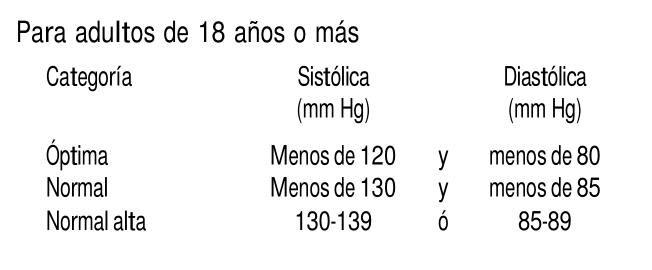 Para adultos de 18 años o más
Categoría Sistólica Diastólica
(mm Hg) (mm Hg)
Óptima Menos de 120 y menos de 80
Normal Menos de 130 y menos de 85
Normal alta 130-139 ó 85-89